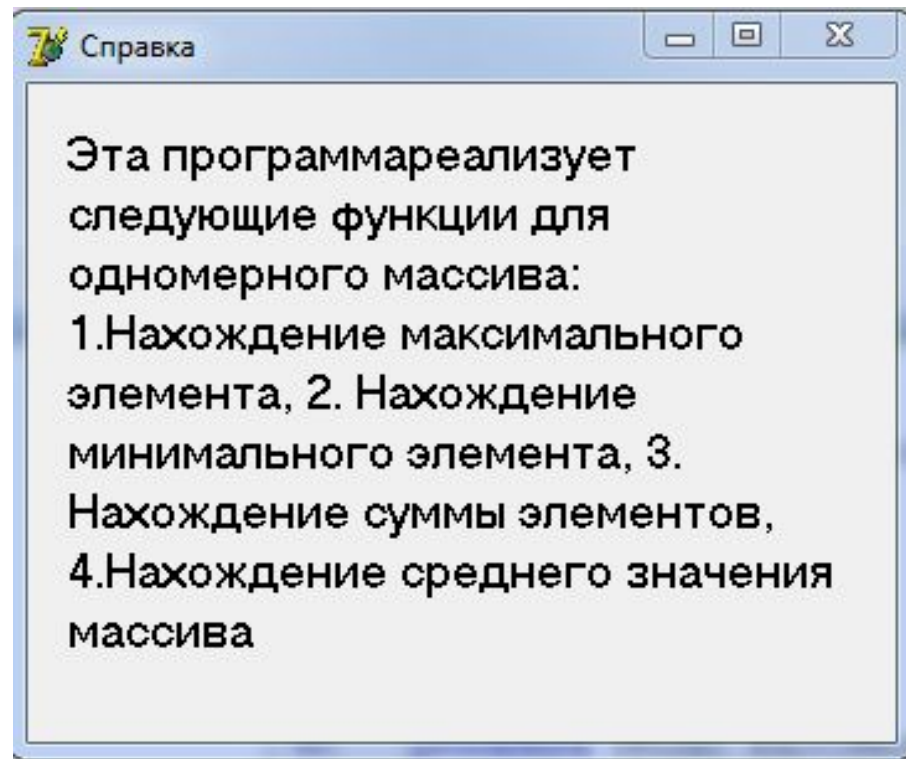 Справка
Эта программареализует
следующие функции для
одномерного массива:
1.Нахождение максимального
элемента, 2. Нахождение
минимального элемента, 3.
Нахождение суммы элементов,
4.Нахождение среднего значения
массива